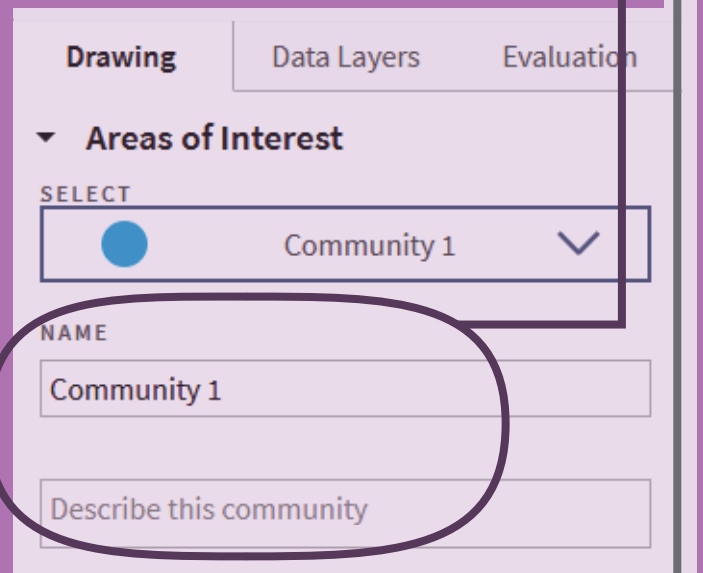 Drawing Data Layers Evaluation
Areas of Interest
SELECT
Community 1
NAME
Community 1
Describe this community